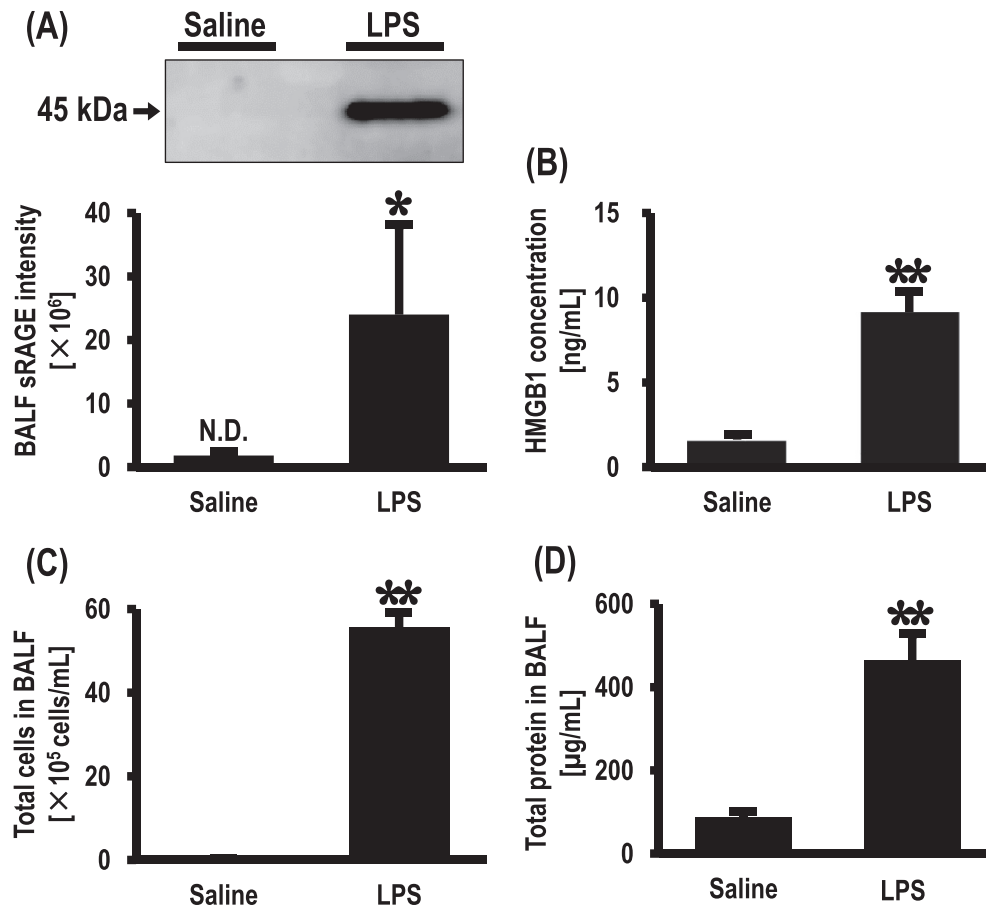 (A)
Saline LPS
45 kDa
BALF sRAGE intensity
[×10⁶]
40
30
20
10
0
*
N.D.
Saline LPS
(B)
HMGB1 concentration
[ng/mL]
15
10
5
0
**
Saline LPS
(C)
Total cells in BALF
[×10⁵ cells/mL]
60
40
20
0
**
Saline LPS
(D)
Total protein in BALF
[µg/mL]
600
400
200
0
**
Saline LPS